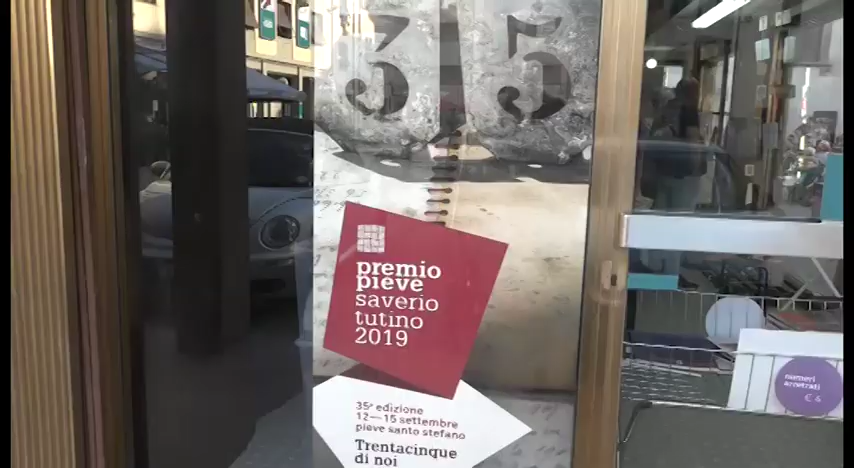 35
premio
pieve
saverio
tutino
2019
35ª edizione
12—15 settembre
pieve santo stefano
Trentacinque
di noi
numeri
arretrati
€ 4